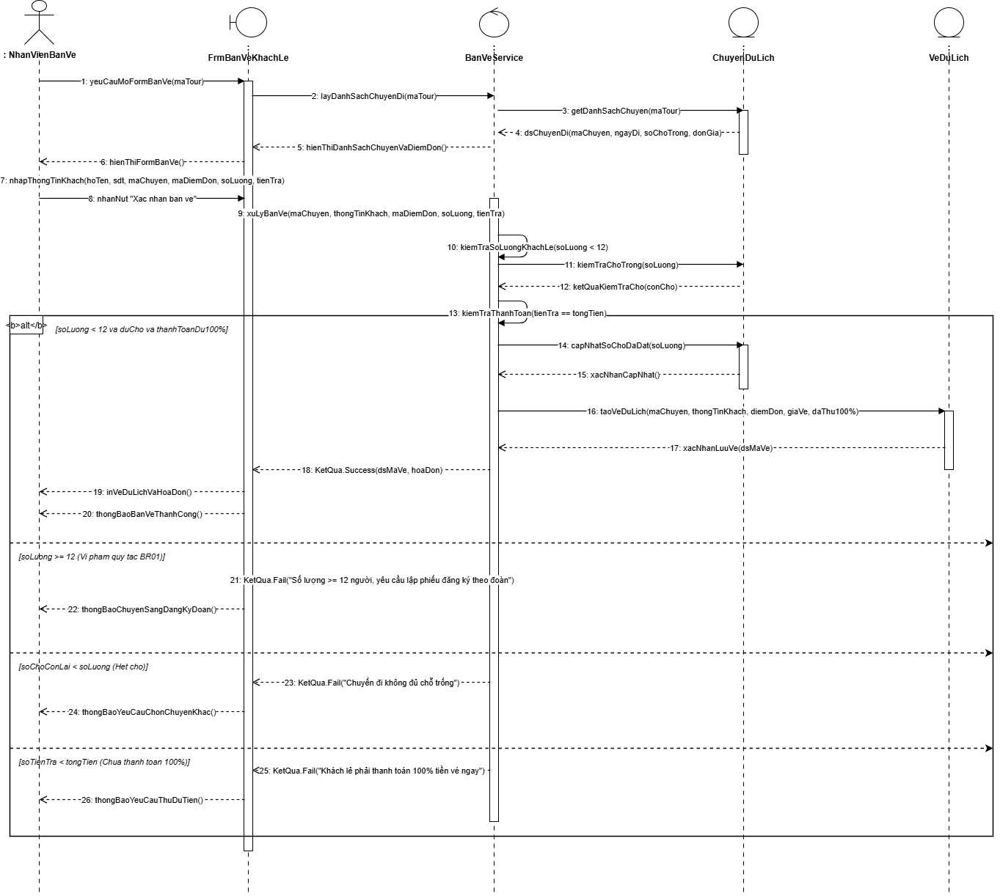 : NhanVienBanVe
:
FrmBanVeKhachLe
:
BanVeService
:
ChuyenDuLich
:
VeDuLich
1: yeuCauMoFormBanVe(maTour)
2: layDanhSachChuyenDi(maTour)
3: getDanhSachChuyen(maTour)
4: dsChuyenDi(maChuyen, ngayDi, soChoTrong, donGia)
5: hienThiDanhSachChuyenVaDiemDon()
6: hienThiFormBanVe()
7: nhapThongTinKhach(hoTen, sdt, maChuyen, maDiemDon, soLuong, tienTra)
8: nhanNut "Xac nhan ban ve"
9: xuLyBanVe(maChuyen, thongTinKhach, maDiemDon, soLuong, tienTra)
10: kiemTraSoLuongKhachLe(soLuong < 12)
11: kiemTraChoTrong(soLuong)
12: ketQuaKiemTraCho(conCho)
13: kiemTraThanhToan(tienTra == tongTien)
<b>alt</b>
[soLuong < 12 va duCho va thanhToanDu100%]
14: capNhatSoChoDaDat(soLuong)
15: xacNhanCapNhat()
16: taoVeDuLich(maChuyen, thongTinKhach, diemDon, giaVe, daThu100%)
17: xacNhanLuuVe(dsMaVe)
18: KetQua.Success(dsMaVe, hoaDon)
19: inVeDuLichVaHoaDon()
20: thongBaoBanVeThanhCong()
[soLuong >= 12 (Vi pham quy tac BR01)]
21: KetQua.Fail("Số lượng >= 12 người, yêu cầu lập phiếu đăng ký theo đoàn")
22: thongBaoChuyenSangDangKyDoan()
[soChoConLai < soLuong (Het cho)]
23: KetQua.Fail("Chuyến đi không đủ chỗ trống")
24: thongBaoYeuCauChonChuyenKhac()
[soTienTra < tongTien (Chua thanh toan 100%)]
25: KetQua.Fail("Khách lẻ phải thanh toán 100% tiền vé ngay")
26: thongBaoYeuCauThuDuTien()